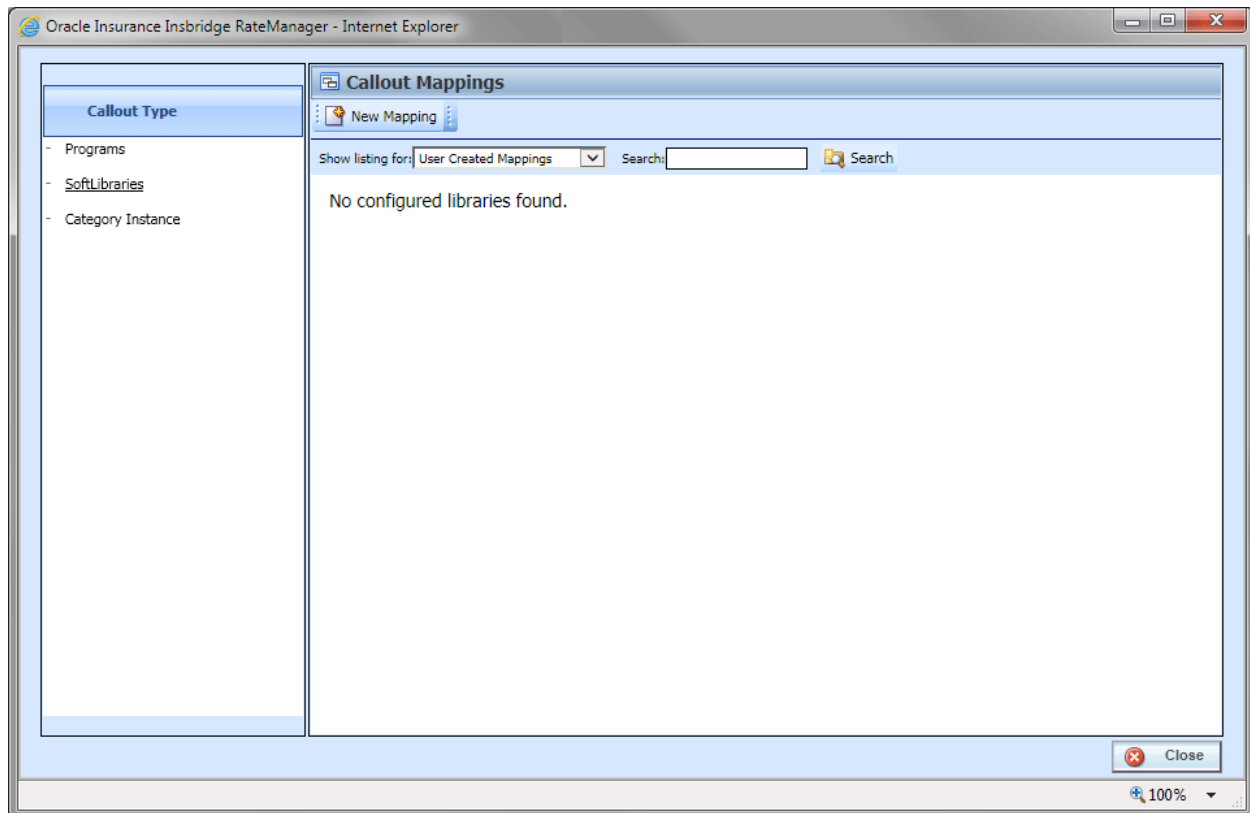 Oracle Insurance Insbridge RateManager - Internet Explorer
Callout Type
- Programs
- SoftLibraries
- Category Instance
Callout Mappings
New Mapping
Show listing for: User Created Mappings Search: Search
No configured libraries found.
Close
100%